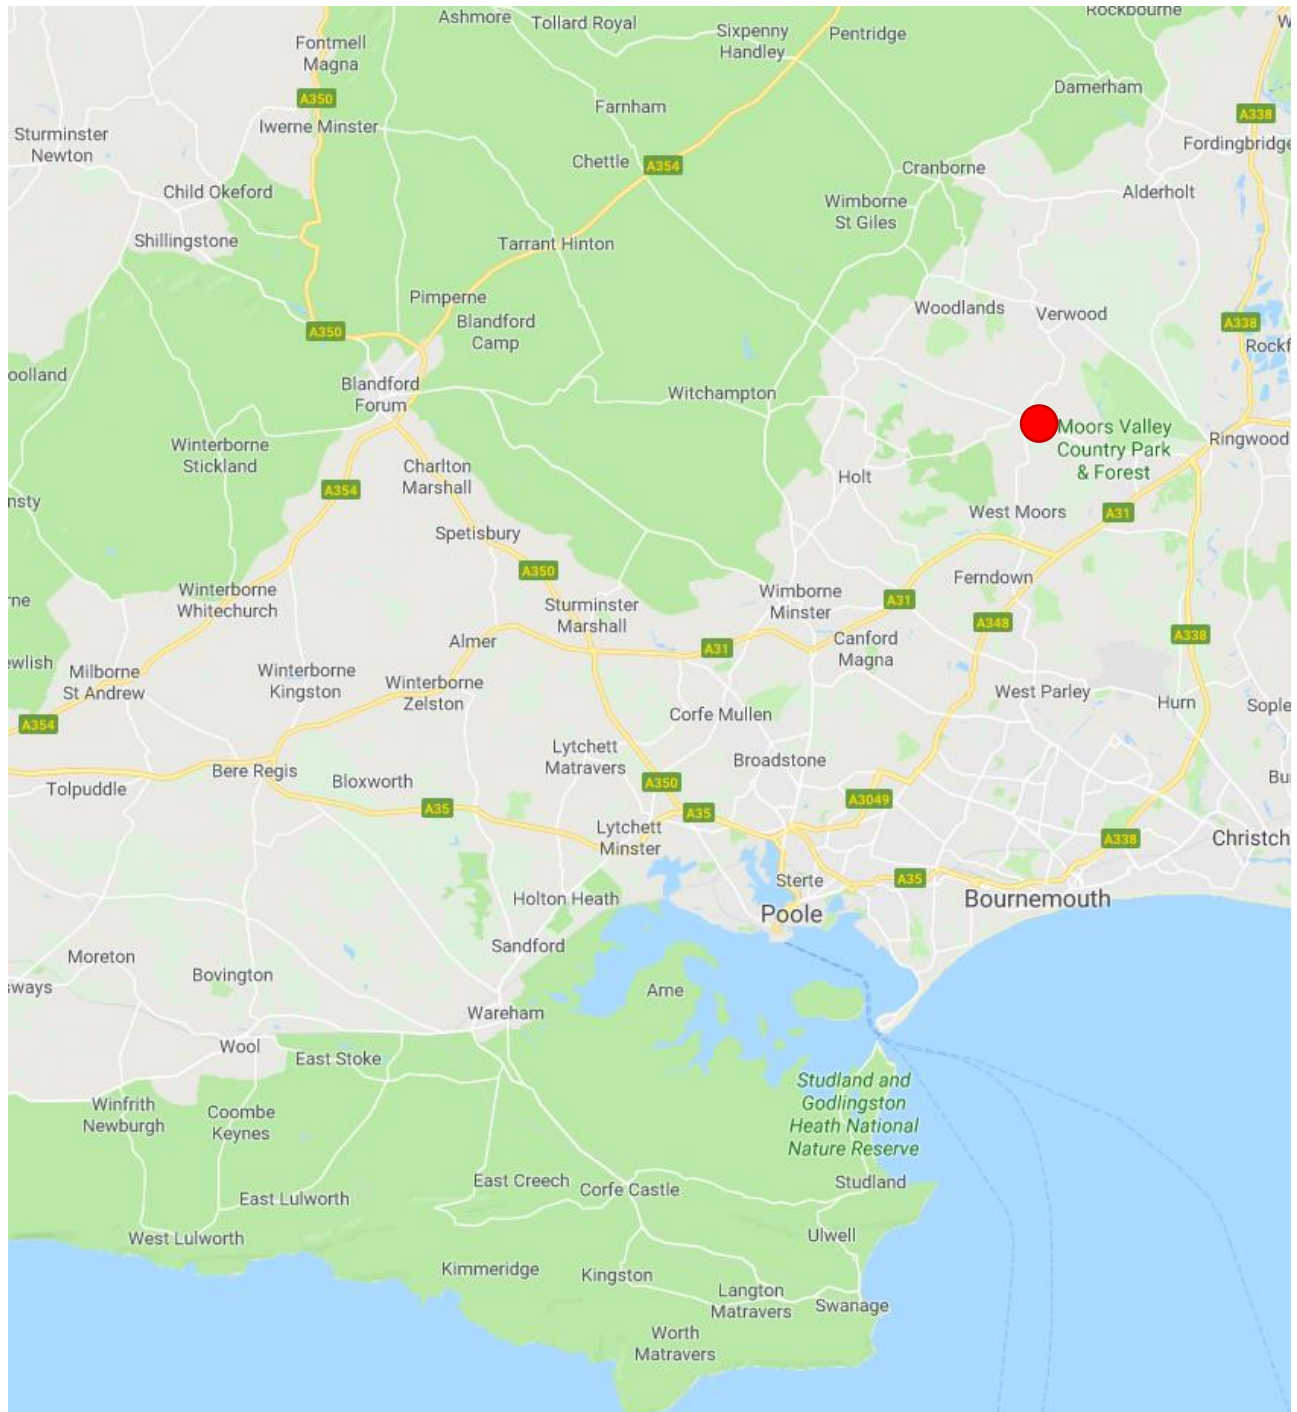 Ashmore
Tollard Royal
Sixpenny
Handley
Pentridge
Rockbourne
Fontmell
Magna
A350
Farnham
Damerham
A338
Iwerne Minster
Sturminster
Newton
Chettle
A354
Fordingbridge
Cranborne
Child Okeford
Alderholt
Wimborne
St Giles
Shillingstone
Tarrant Hinton
Pimperne
Woodlands
Verwood
Blandford
Camp
A350
A338
Rockf
oolland
Blandford
Forum
Witchampton
Moors Valley
Country Park
& Forest
Ringwood
Winterborne
Stickland
Charlton
Marshall
Holt
A354
nsty
West Moors
A31
Spetisbury
A350
Ferndown
Winterborne
Whitechurch
Wimborne
Minster
A31
rne
Sturminster
Marshall
A348
A338
Almer
A31
Canford
Magna
ewlish
Milborne
St Andrew
Winterborne
Kingston
Winterborne
Zelston
West Parley
Hurn
Sople
Corfe Mullen
A354
Lytchett
Matravers
Broadstone
Bere Regis
Bloxworth
A350
Bu
Tolpuddle
A3049
A35
A35
Lytchett
Minster
A338
Christch
Sterte
A35
Holton Heath
Poole
Bournemouth
Sandford
Moreton
Bovington
sways
Arne
Wareham
Wool
East Stoke
Studland and
Godlingston
Heath National
Nature Reserve
Winfrith
Newburgh
Coombe
Keynes
East Creech
Corfe Castle
Studland
East Lulworth
West Lulworth
Ulwell
Kimmeridge
Kingston
Langton
Matravers
Swanage
Worth
Matravers